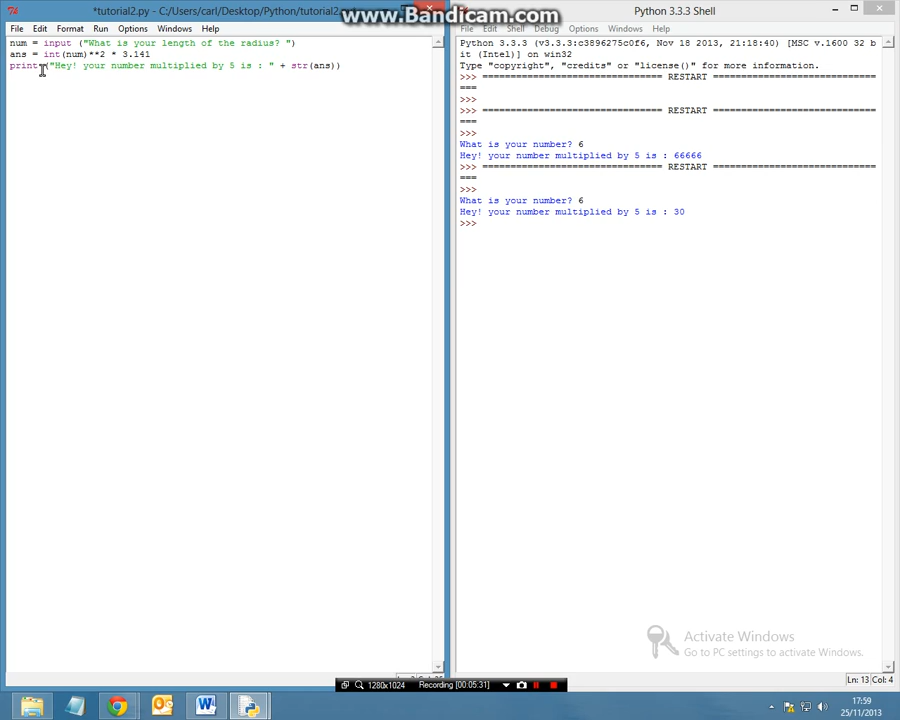 *tutorial2.py - C:/Users/carl/Desktop/Python/tutorial2.
www.Bandicam.com
Python 3.3.3 Shell
File Edit Format Run Options Windows Help
File Edit Shell Debug Options Windows Help
num = input ("What is your length of the radius? ")
ans = int(num)**2 * 3.141
print ("Hey! your number multiplied by 5 is : " + str(ans))
Python 3.3.3 (v3.3.3:c3896275c0f6, Nov 18 2013, 21:18:40) [MSC v.1600 32 b
it (Intel)] on win32
Type "copyright", "credits" or "license()" for more information.
>>> ================================ RESTART ================================
===
>>>
>>> ================================ RESTART ================================
===
>>>
What is your number? 6
Hey! your number multiplied by 5 is : 66666
>>> ================================ RESTART ================================
===
>>>
What is your number? 6
Hey! your number multiplied by 5 is : 30
>>>
Activate Windows
Go to PC settings to activate Windows.
Ln: 13 Col: 4
1280x1024 Recording [00:05:31]
17:59
25/11/2013